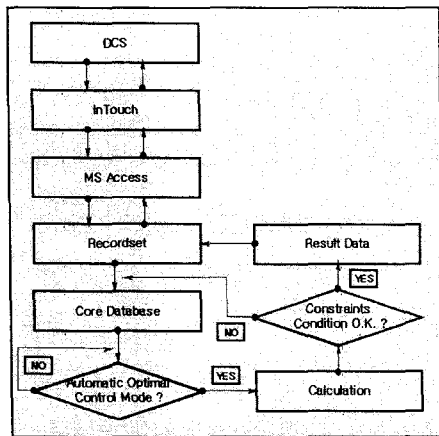 DCS
InTouch
MS Access
Recordset
Result Data
YES
Core Database
NO
Constraints
Condition O.K. ?
NO
Automatic Optimal
Control Mode ?
YES
Calculation